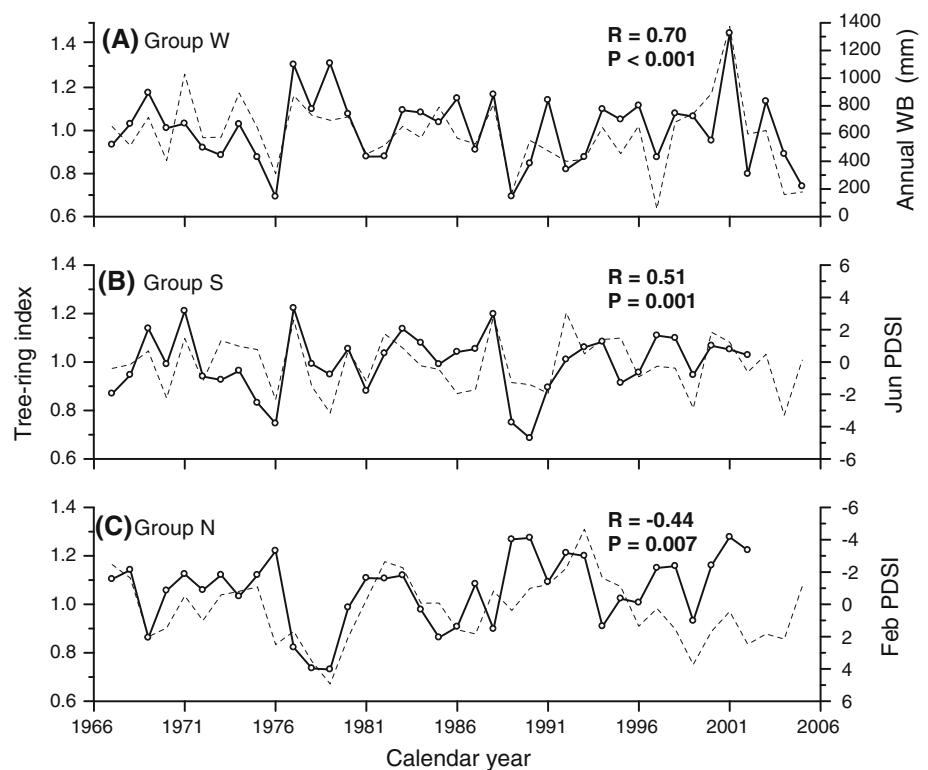 (A) Group W
R = 0.70
P < 0.001
1.4
1.2
1.0
0.8
0.6
1400
1200
1000
800
600
400
200
0
Annual WB (mm)
(B) Group S
R = 0.51
P = 0.001
1.4
1.2
1.0
0.8
0.6
6
4
2
0
-2
-4
-6
Jun PDSI
Tree-ring index
(C) Group N
R = -0.44
P = 0.007
1.4
1.2
1.0
0.8
0.6
-6
-4
-2
0
2
4
6
Feb PDSI
1966 1971 1976 1981 1986 1991 1996 2001 2006
Calendar year